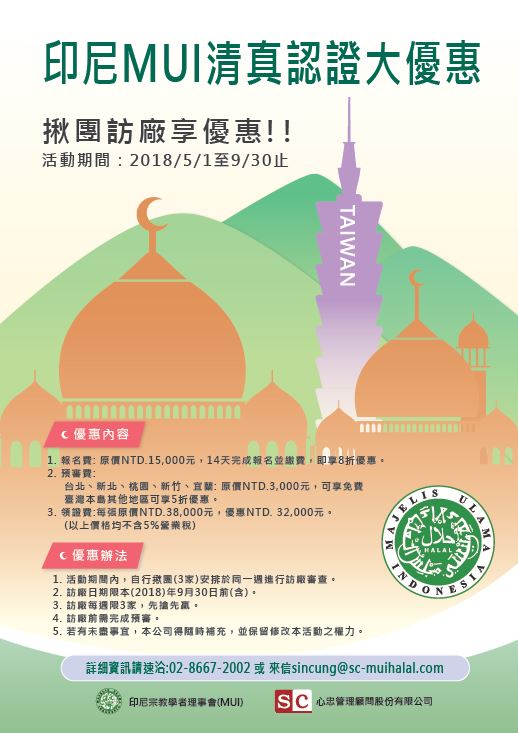 印尼MUI清真認證大優惠
揪團訪廠享優惠!!
活動期間：2018/5/1至9/30止
TAIWAN
優惠內容
1. 報名費: 原價NTD.15,000元，14天完成報名並繳費，即享8折優惠。
2. 預審費:
台北、新北、桃園、新竹、宜蘭: 原價NTD.3,000元，可享免費
臺灣本島其他地區可享5折優惠。
3. 領證費:每張原價NTD.38,000元，優惠NTD. 32,000元。
(以上價格均不含5%營業稅)
MAJELIS ULAMA INDONESIA
حلال
HALAL
優惠辦法
1. 活動期間內，自行揪團(3家)安排於同一週進行訪廠審查。
2. 訪廠日期限本(2018)年9月30日前(含)。
3. 訪廠每週限3家，先搶先贏。
4. 訪廠前需完成預審。
5. 若有未盡事宜，本公司得隨時補充，並保留修改本活動之權力。
詳細資訊請速洽:02-8667-2002 或 來信sincung@sc-muihalal.com
印尼宗教學者理事會(MUI)
SC 心忠管理顧問股份有限公司